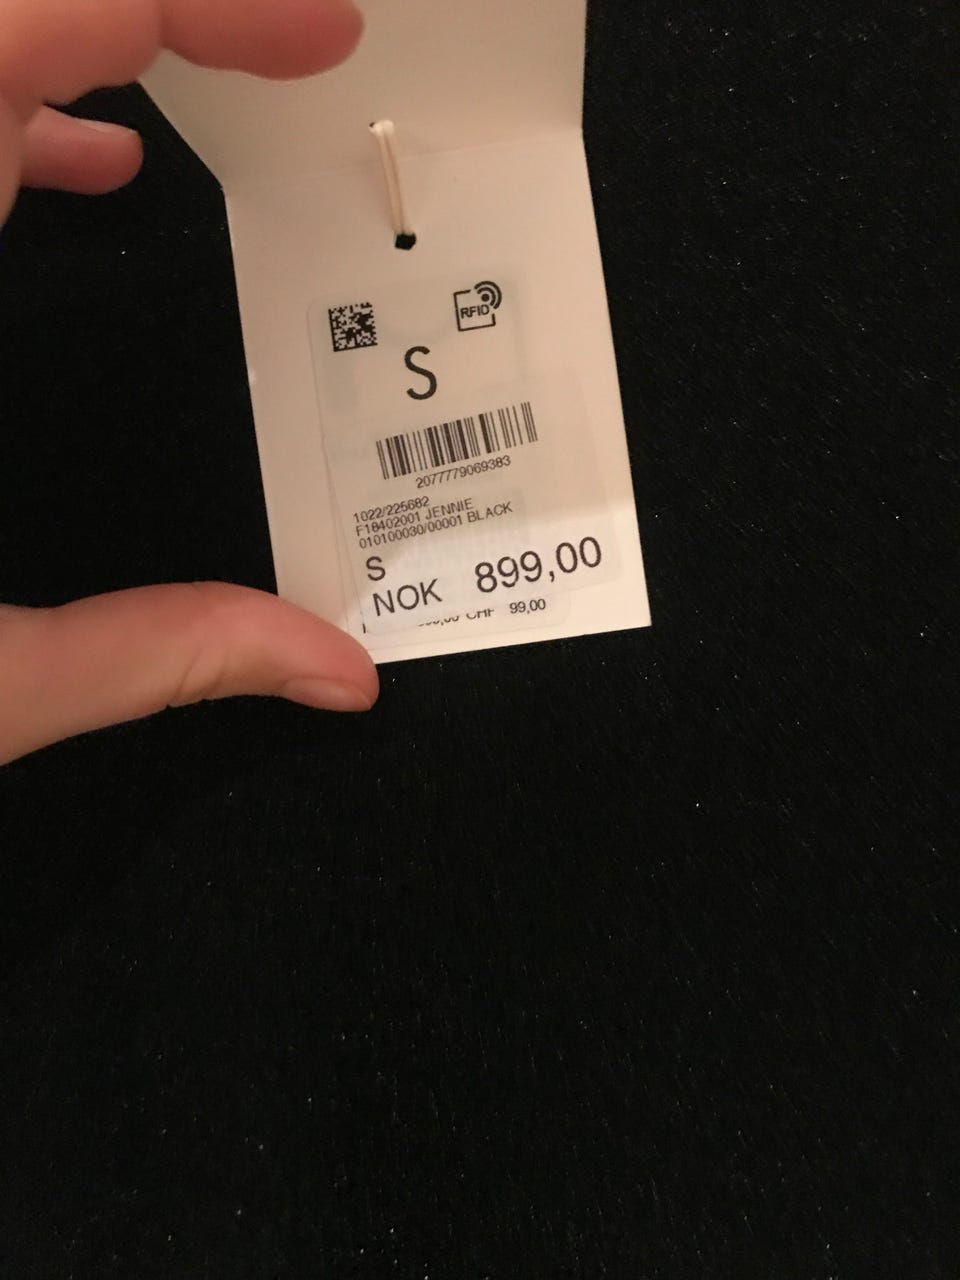 RFID
S
2077779069383
1022/225682
F18402001 JENNIE
010100030/00001 BLACK
S
NOK 899,00
CHF 99,00